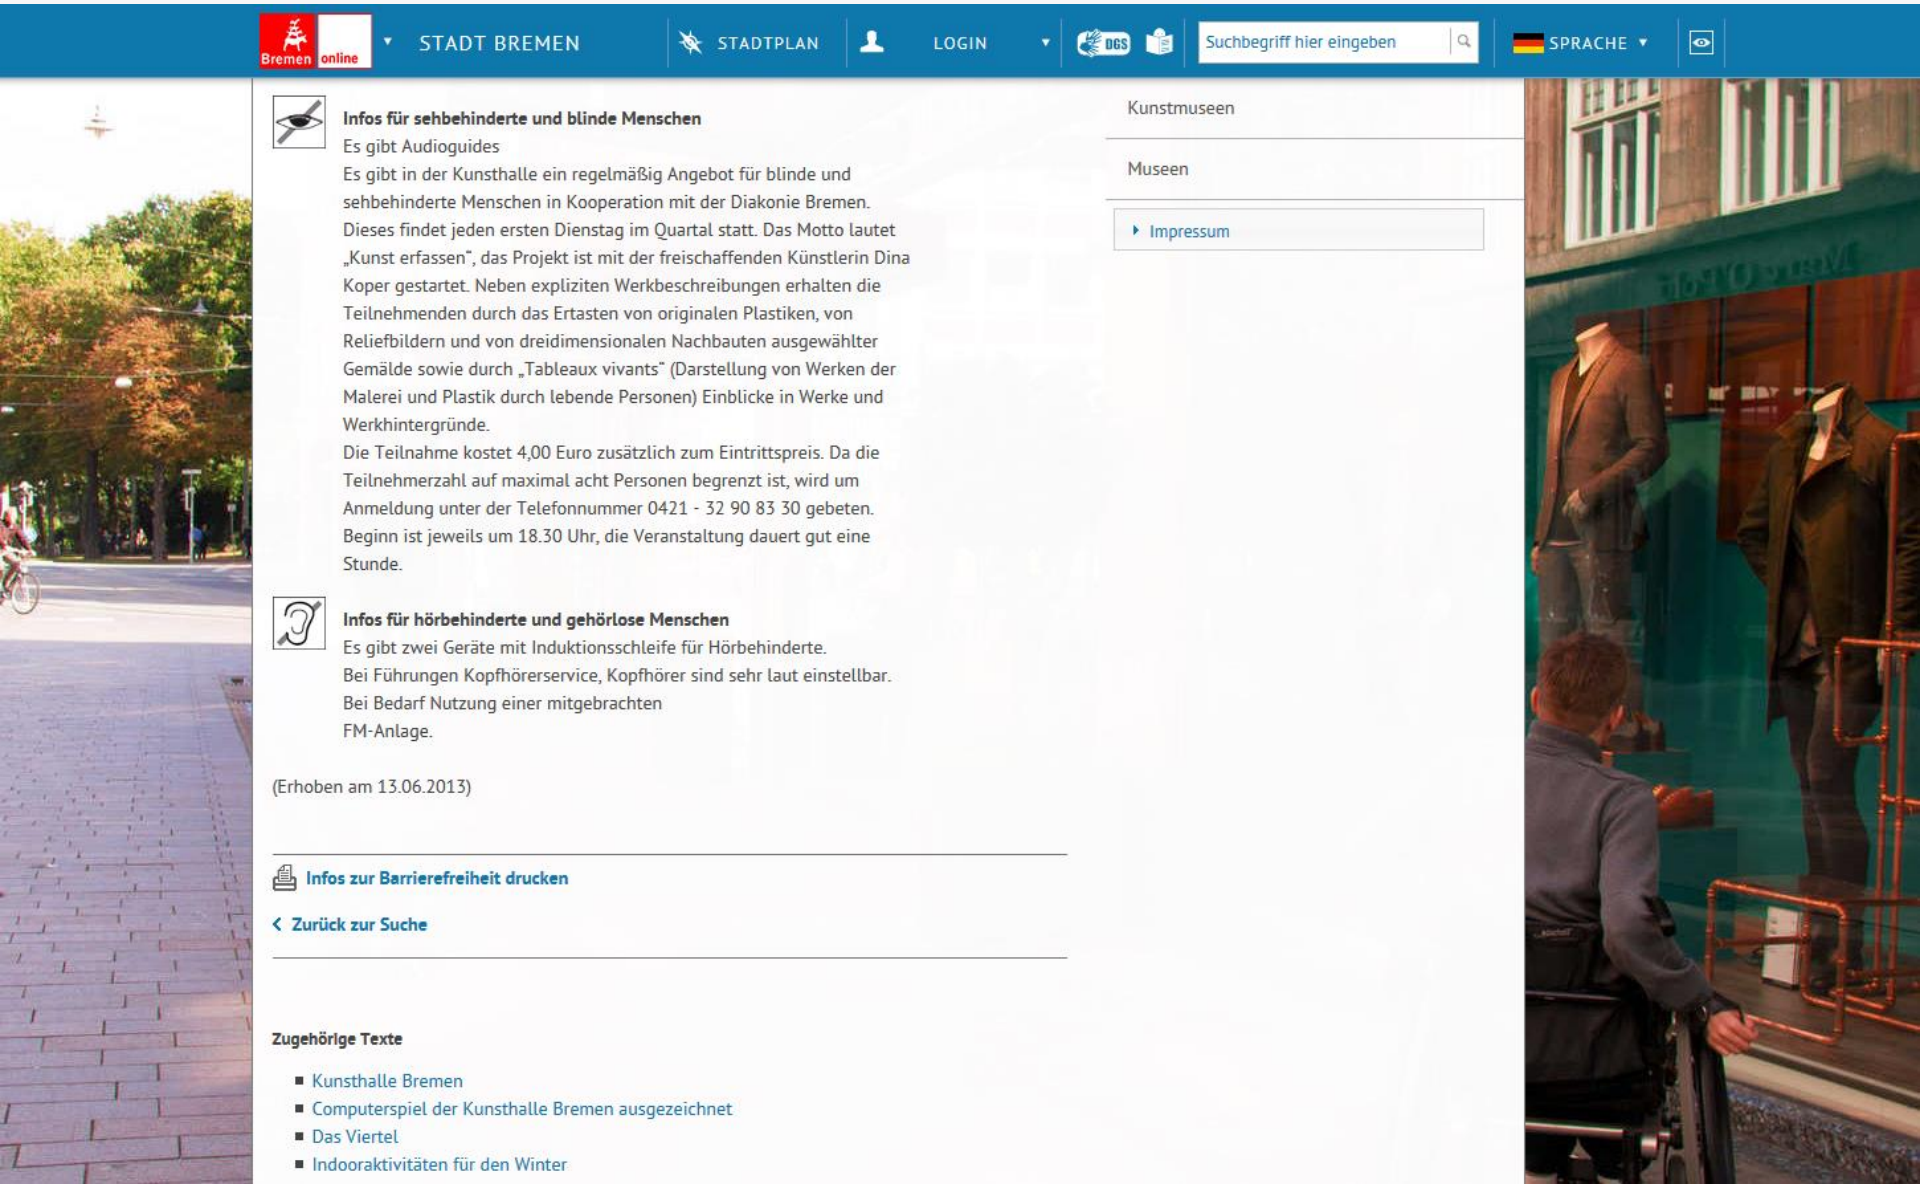 Bremen online
STADT BREMEN
STADTPLAN
LOGIN
DGS
Suchbegriff hier eingeben
SPRACHE
Infos für sehbehinderte und blinde Menschen
Es gibt Audioguides
Es gibt in der Kunsthalle ein regelmäßig Angebot für blinde und
sehbehinderte Menschen in Kooperation mit der Diakonie Bremen.
Dieses findet jeden ersten Dienstag im Quartal statt. Das Motto lautet
„Kunst erfassen“, das Projekt ist mit der freischaffenden Künstlerin Dina
Koper gestartet. Neben expliziten Werkbeschreibungen erhalten die
Teilnehmenden durch das Ertasten von originalen Plastiken, von
Reliefbildern und von dreidimensionalen Nachbauten ausgewählter
Gemälde sowie durch „Tableaux vivants“ (Darstellung von Werken der
Malerei und Plastik durch lebende Personen) Einblicke in Werke und
Werkhintergründe.
Die Teilnahme kostet 4,00 Euro zusätzlich zum Eintrittspreis. Da die
Teilnehmerzahl auf maximal acht Personen begrenzt ist, wird um
Anmeldung unter der Telefonnummer 0421 - 32 90 83 30 gebeten.
Beginn ist jeweils um 18.30 Uhr, die Veranstaltung dauert gut eine
Stunde.
Infos für hörbehinderte und gehörlose Menschen
Es gibt zwei Geräte mit Induktionsschleife für Hörbehinderte.
Bei Führungen Kopfhörerservice, Kopfhörer sind sehr laut einstellbar.
Bei Bedarf Nutzung einer mitgebrachten
FM-Anlage.
(Erhoben am 13.06.2013)
Infos zur Barrierefreiheit drucken
Zurück zur Suche
Zugehörige Texte
Kunsthalle Bremen
Computerspiel der Kunsthalle Bremen ausgezeichnet
Das Viertel
Indooraktivitäten für den Winter
Kunstmuseen
Museen
Impressum